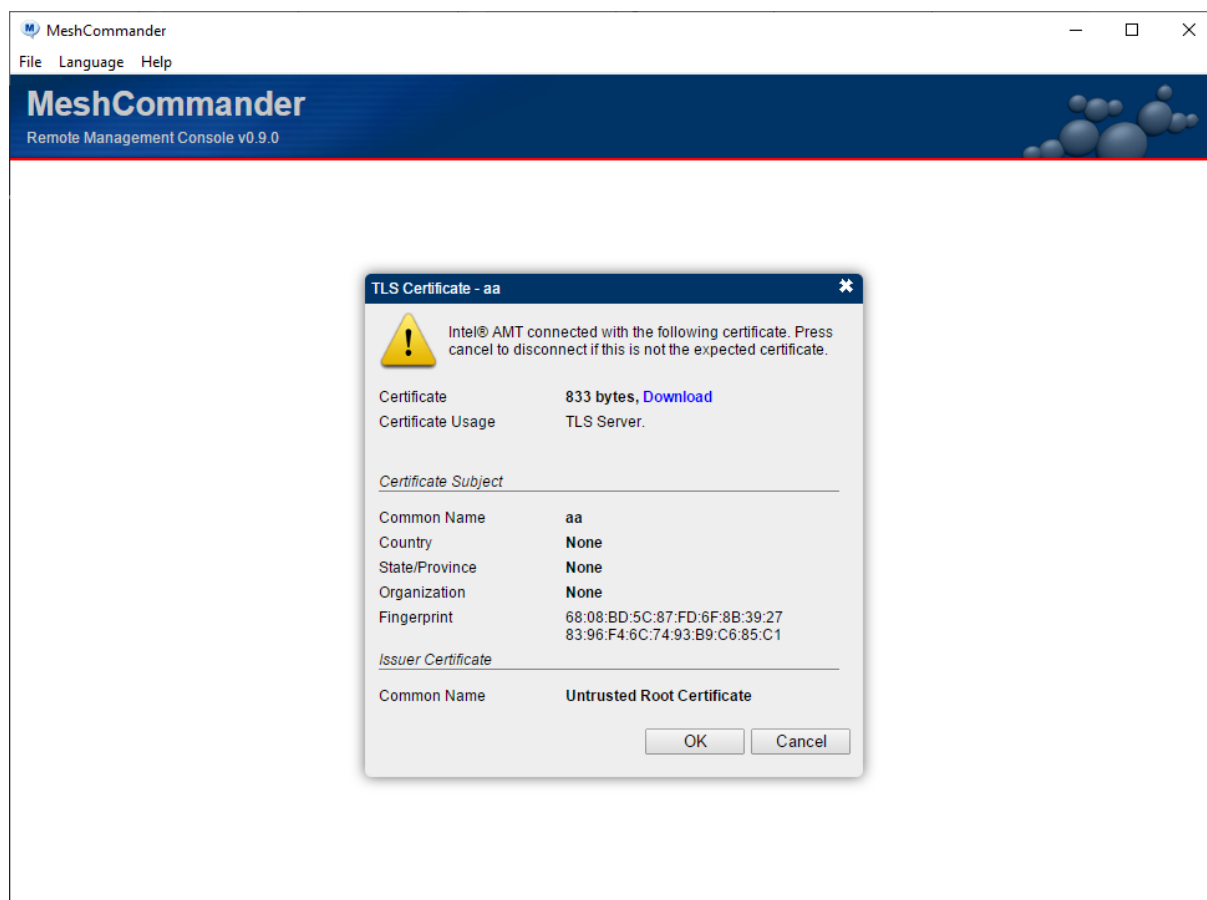 MeshCommander
File Language Help
MeshCommander
Remote Management Console v0.9.0
TLS Certificate - aa
Intel® AMT connected with the following certificate. Press
cancel to disconnect if this is not the expected certificate.
Certificate 833 bytes, Download
Certificate Usage TLS Server.
Certificate Subject
Common Name aa
Country None
State/Province None
Organization None
Fingerprint 68:08:BD:5C:87:FD:6F:8B:39:27
83:96:F4:6C:74:93:B9:C6:85:C1
Issuer Certificate
Common Name Untrusted Root Certificate
OK Cancel